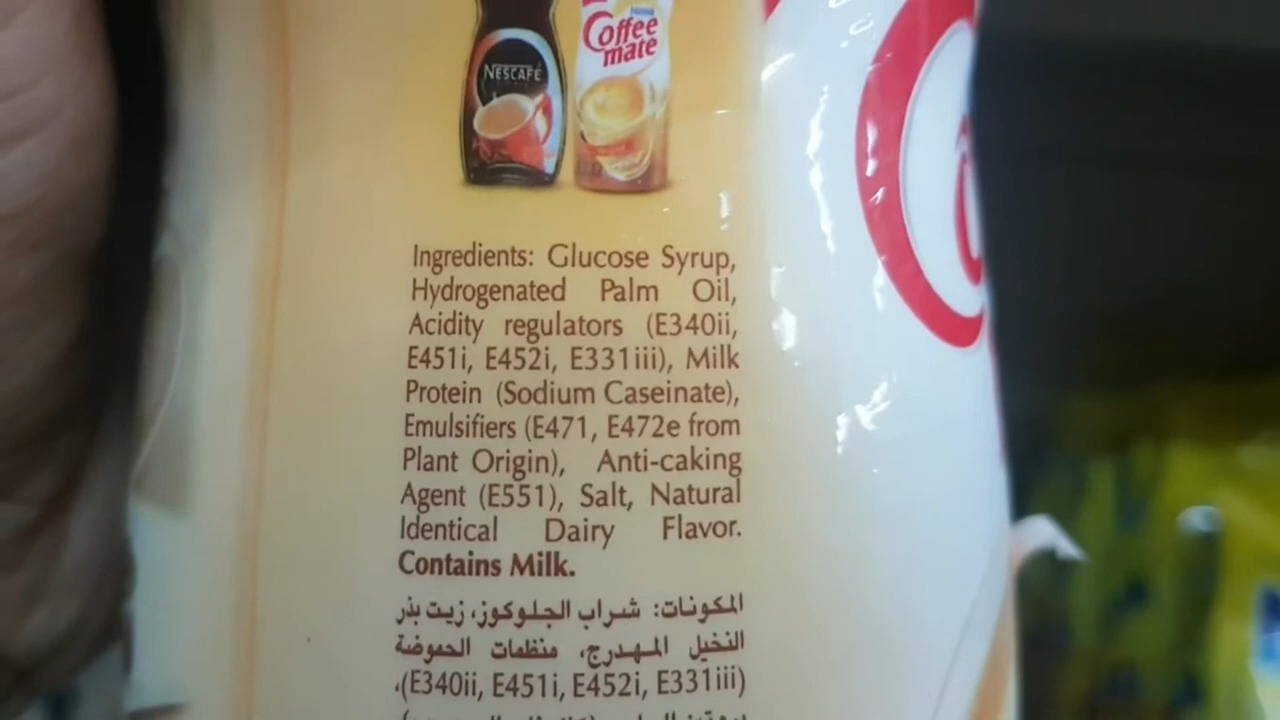 Coffee
mate
NESCAFÉ
Ingredients: Glucose Syrup,
Hydrogenated Palm Oil,
Acidity regulators (E340ii,
E451i, E452i, E331iii), Milk
Protein (Sodium Caseinate),
Emulsifiers (E471, E472e from
Plant Origin), Anti-caking
Agent (E551), Salt, Natural
Identical Dairy Flavor.
Contains Milk.
المكونات: شراب الجلوكوز، زيت بذر
النخيل المهدرج، منظمات الحموضة
(E340ii, E451i, E452i, E331iii)،